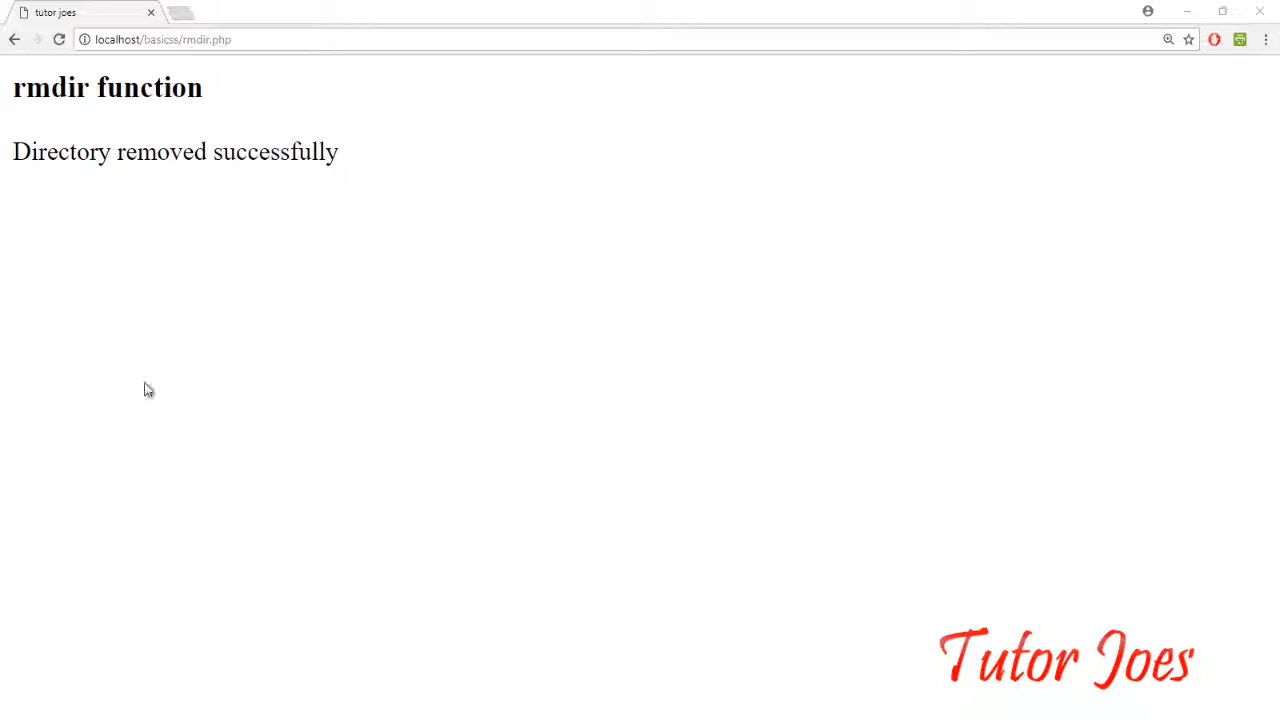 tutor joes
localhost/basicss/rmdir.php
rmdir function
Directory removed successfully
Tutor Joes